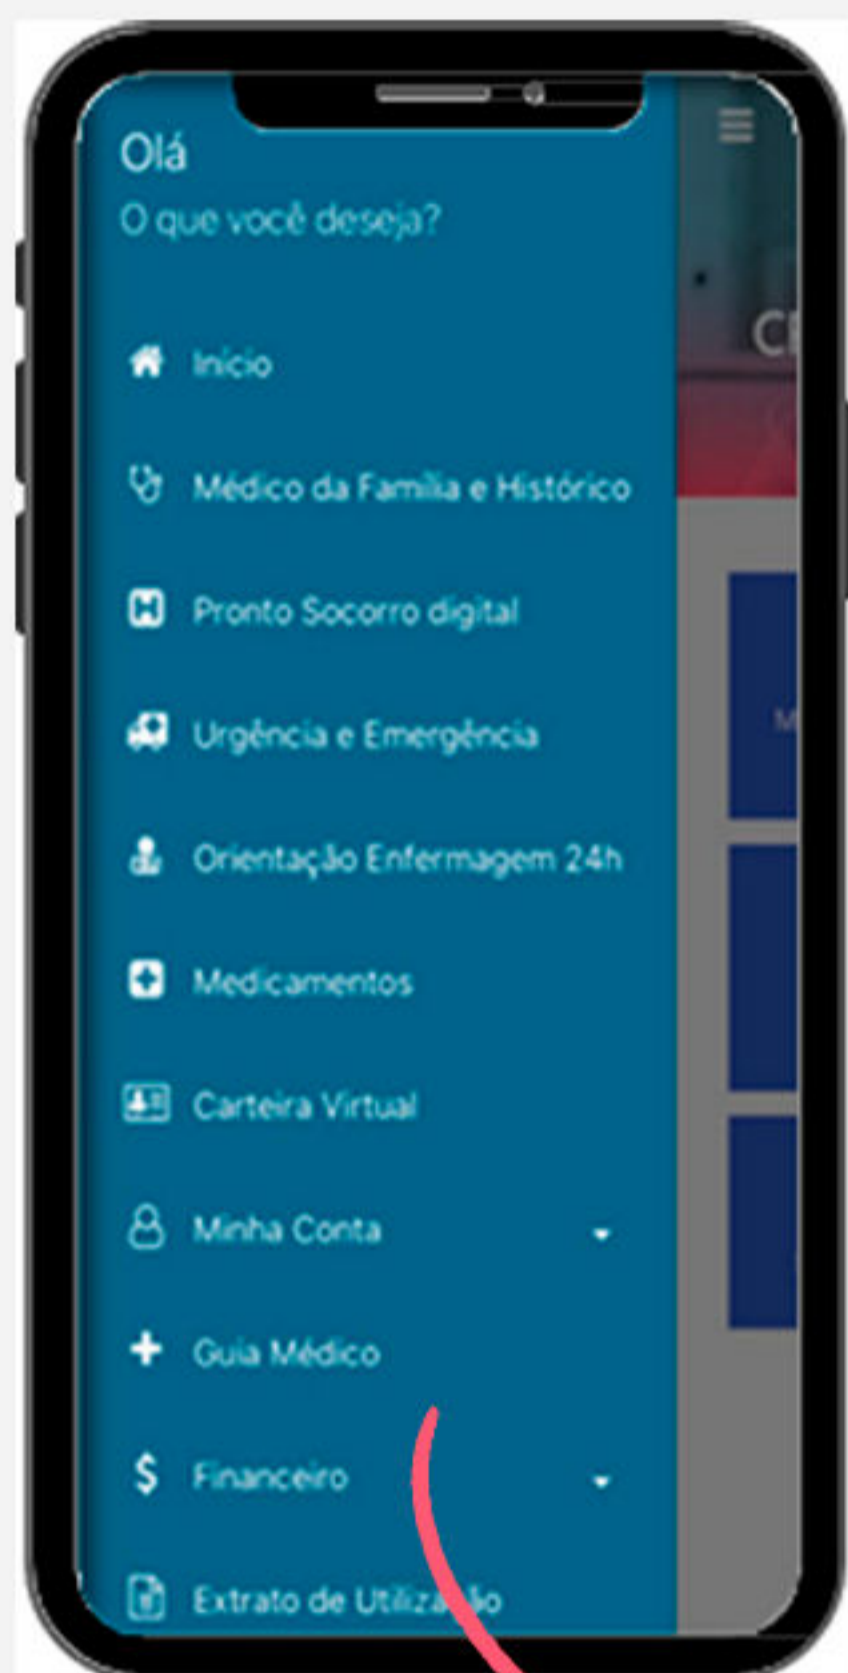 Olá
O que você deseja?
Início
Médico da Família e Histórico
Pronto Socorro digital
Urgência e Emergência
Orientação Enfermagem 24h
Medicamentos
Carteira Virtual
Minha Conta
Guia Médico
$ Financeiro
Extrato de Utilização